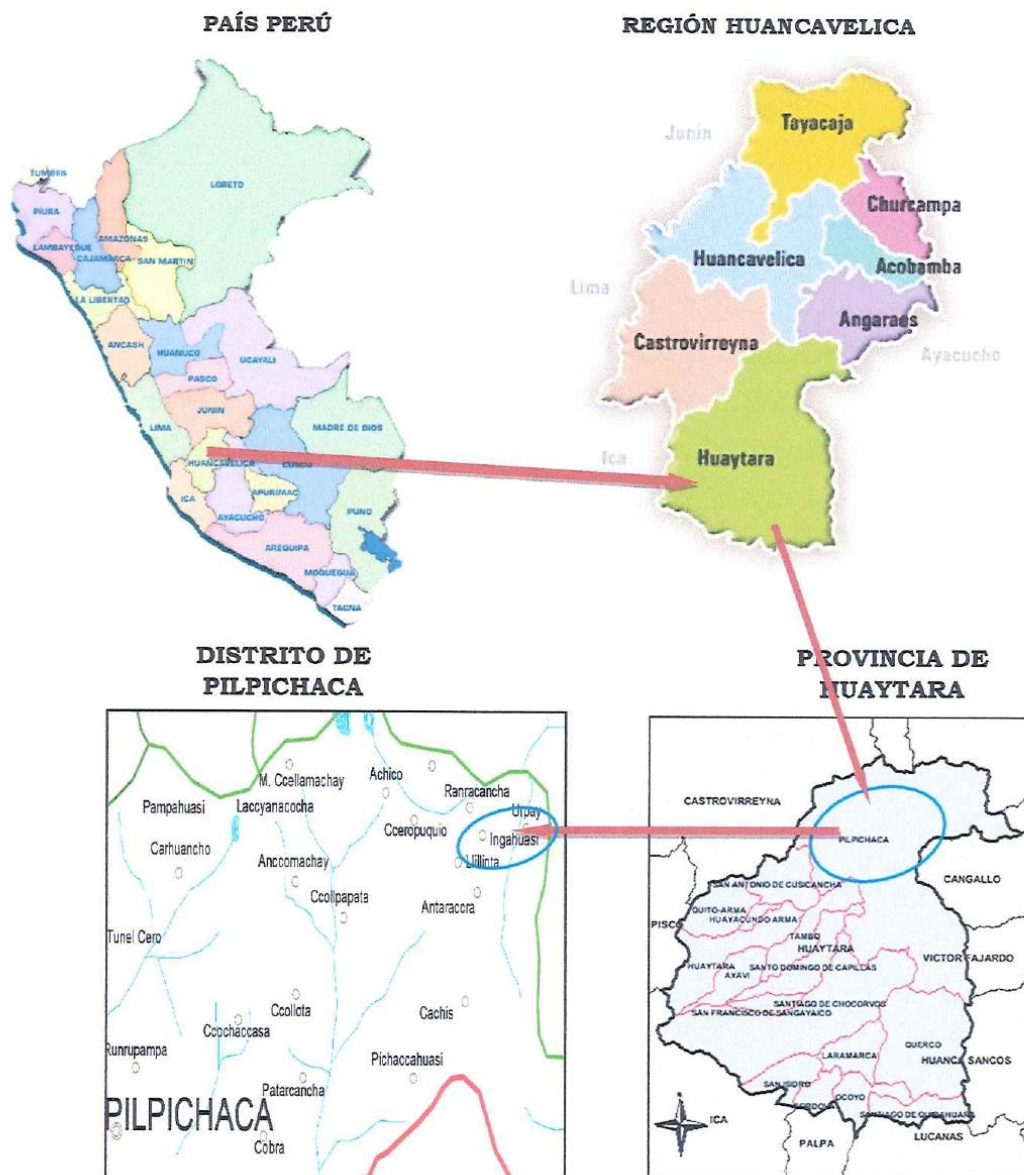 PAÍS PERÚ
TUMBES
PIURA
LAMBAYEQUE
CAJAMARCA
AMAZONAS
SAN MARTIN
LORETO
LA LIBERTAD
ANCASH
HUANUCO
UCAYALI
PASCO
JUNIN
LIMA
MADRE DE DIOS
HUANCAVELICA
CUSCO
ICA
APURIMAC
AYACUCHO
PUNO
AREQUIPA
MOQUEGUA
TACNA
REGIÓN HUANCAVELICA
Junin
Tayacaja
Churcampa
Huancavelica
Acobamba
Lima
Angaraes
Castrovirreyna
Ayacucho
Ica
Huaytara
DISTRITO DE
PILPICHACA
M. Ccellamachay
Achico
Ranracancha
Pampahuasi
Laccyanacocha
Urpay
Cceropuquio
Ingahuasi
Carhuancho
Llillinta
Anccomachay
Ccolipapata
Antaraccra
Tunel Cero
Ccollota
Cachis
Ccochaccasa
Runrupampa
Pichaccahuasi
Patarcancha
PILPICHACA
Cobra
PROVINCIA DE
HUAYTARA
CASTROVIRREYNA
PILPICHACA
CANGALLO
SAN ANTONIO DE CUSICANCHA
QUITO-ARMA
HUAYACUNDO ARMA
PISCO
TAMBO
HUAYTARA
VICTOR FAJARDO
HUAYTARA
AYAVI
SANTO DOMINGO DE CAPILLAS
SANTIAGO DE CHOCORVOS
SAN FRANCISCO DE SANGAYAICO
QUERCO
LARAMARCA
HUANCA SANCOS
SAN ISIDRO
OCOYO
CORDOVA
SANTIAGO DE QUIRAHUARA
ICA
PALPA
LUCANAS